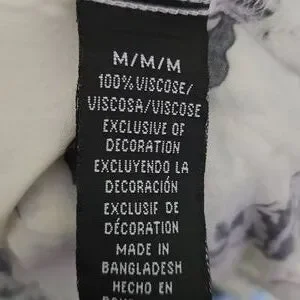 M/M/M
100% VISCOSE/
VISCOSA/VISCOSE
EXCLUSIVE OF
DECORATION
EXCLUYENDO LA
DECORACIÓN
EXCLUSIF DE
DÉCORATION
MADE IN
BANGLADESH
HECHO EN